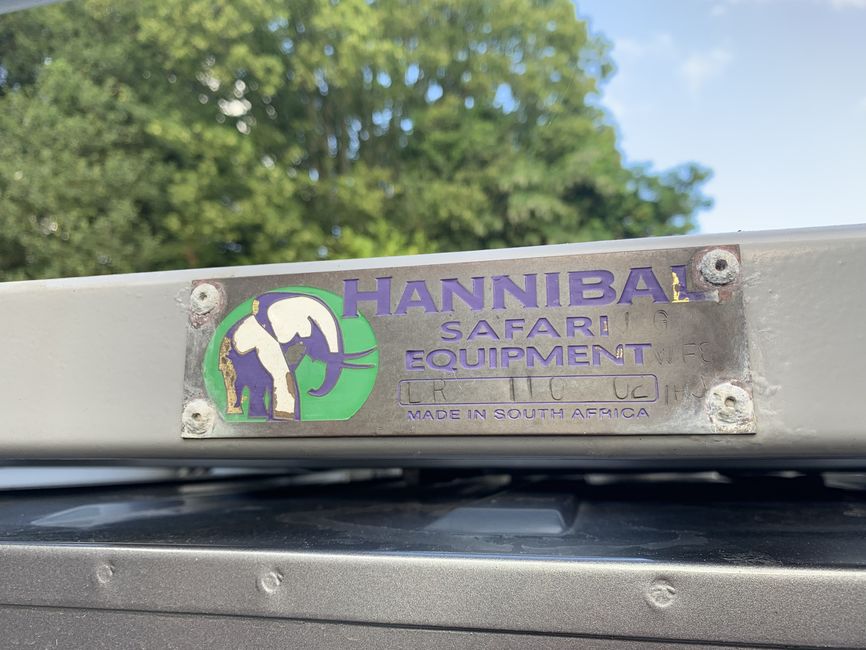 HANNIBAL
SAFARI
EQUIPMENT
LR 110 02
MADE IN SOUTH AFRICA